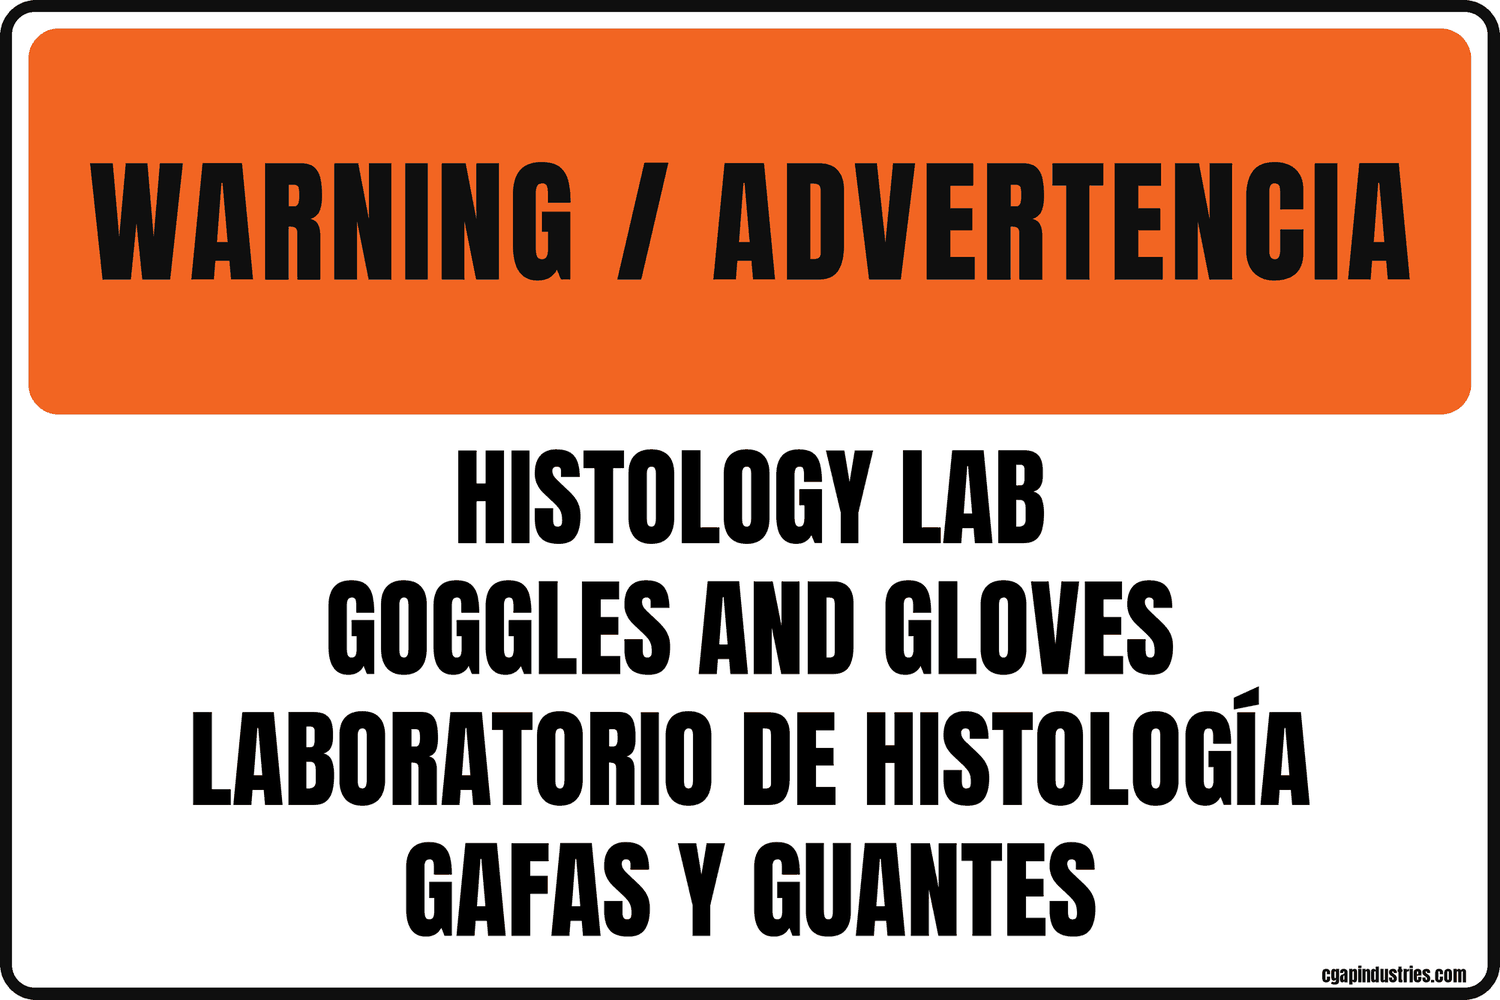 WARNING / ADVERTENCIA
HISTOLOGY LAB
GOGGLES AND GLOVES
LABORATORIO DE HISTOLOGÍA
GAFAS Y GUANTES
cgapindustries.com